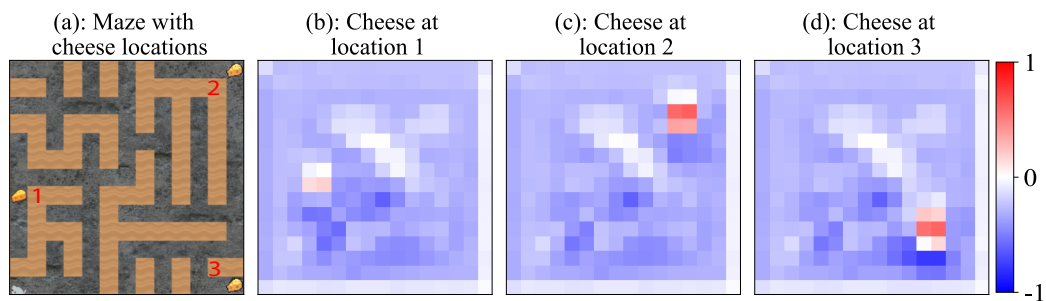 (a): Maze with
cheese locations
(b): Cheese at
location 1
(c): Cheese at
location 2
(d): Cheese at
location 3
2
1
3
1
0
-1